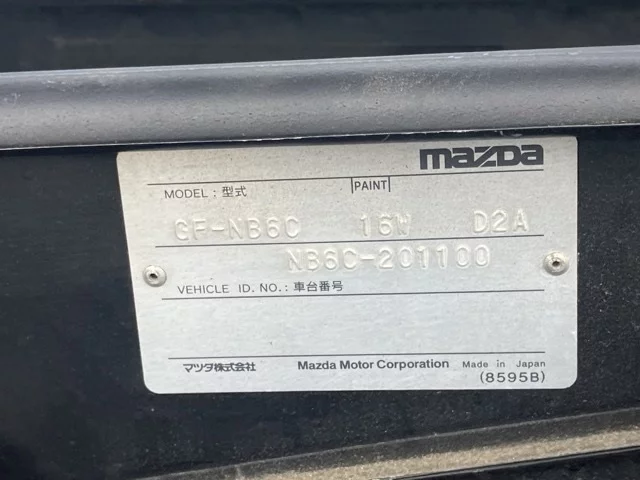 mazda
MODEL : 型式 PAINT
GF-NB6C 16W D2A
NB6C-201100
VEHICLE ID. NO. : 車台番号
マツダ株式会社 Mazda Motor Corporation Made in Japan
(8595B)